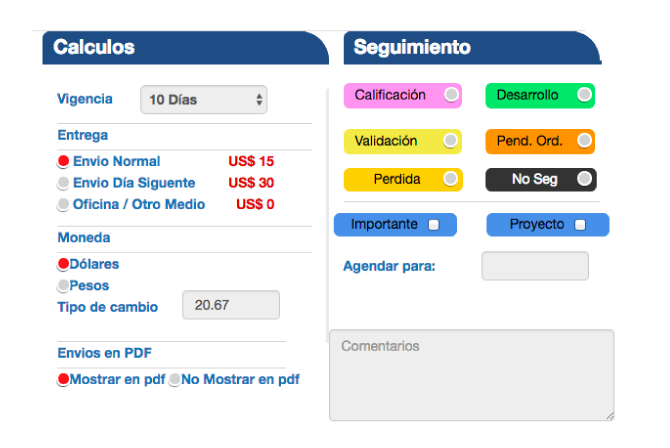 Calculos
Vigencia 10 Días
Entrega
Envio Normal US$ 15
Envio Día Siguente US$ 30
Oficina / Otro Medio US$ 0
Moneda
Dólares
Pesos
Tipo de cambio 20.67
Envios en PDF
Mostrar en pdf No Mostrar en pdf
Seguimiento
Calificación Desarrollo
Validación Pend. Ord.
Perdida No Seg
Importante Proyecto
Agendar para:
Comentarios